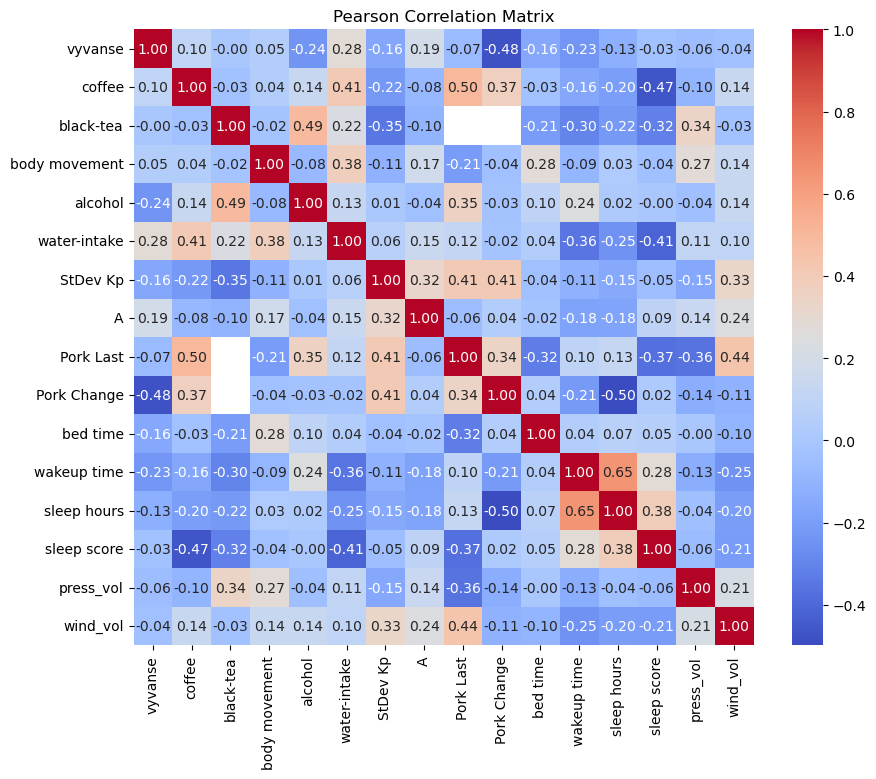 Pearson Correlation Matrix
vyvanse 1.00 0.10 -0.00 0.05 -0.24 0.28 -0.16 0.19 -0.07 -0.48 -0.16 -0.23 -0.13 -0.03 -0.06 -0.04
coffee 0.10 1.00 -0.03 0.04 0.14 0.41 -0.22 -0.08 0.50 0.37 -0.03 -0.16 -0.20 -0.47 -0.10 0.14
black-tea -0.00 -0.03 1.00 -0.02 0.49 0.22 -0.35 -0.10 -0.21 -0.30 -0.22 -0.32 0.34 -0.03
body movement 0.05 0.04 -0.02 1.00 -0.08 0.38 -0.11 0.17 -0.21 -0.04 0.28 -0.09 0.03 -0.04 0.27 0.14
alcohol -0.24 0.14 0.49 -0.08 1.00 0.13 0.01 -0.04 0.35 -0.03 0.10 0.24 0.02 -0.00 -0.04 0.14
water-intake 0.28 0.41 0.22 0.38 0.13 1.00 0.06 0.15 0.12 -0.02 0.04 -0.36 -0.25 -0.41 0.11 0.10
StDev Kp -0.16 -0.22 -0.35 -0.11 0.01 0.06 1.00 0.32 0.41 0.41 -0.04 -0.11 -0.15 -0.05 -0.15 0.33
A 0.19 -0.08 -0.10 0.17 -0.04 0.15 0.32 1.00 -0.06 0.04 -0.02 -0.18 -0.18 0.09 0.14 0.24
Pork Last -0.07 0.50 -0.21 0.35 0.12 0.41 -0.06 1.00 0.34 -0.32 0.10 0.13 -0.37 -0.36 0.44
Pork Change -0.48 0.37 -0.04 -0.03 -0.02 0.41 0.04 0.34 1.00 0.04 -0.21 -0.50 0.02 -0.14 -0.11
bed time -0.16 -0.03 -0.21 0.28 0.10 0.04 -0.04 -0.02 -0.32 0.04 1.00 0.04 0.07 0.05 -0.00 -0.10
wakeup time -0.23 -0.16 -0.30 -0.09 0.24 -0.36 -0.11 -0.18 0.10 -0.21 0.04 1.00 0.65 0.28 -0.13 -0.25
sleep hours -0.13 -0.20 -0.22 0.03 0.02 -0.25 -0.15 -0.18 0.13 -0.50 0.07 0.65 1.00 0.38 -0.04 -0.20
sleep score -0.03 -0.47 -0.32 -0.04 -0.00 -0.41 -0.05 0.09 -0.37 0.02 0.05 0.28 0.38 1.00 -0.06 -0.21
press_vol -0.06 -0.10 0.34 0.27 -0.04 0.11 -0.15 0.14 -0.36 -0.14 -0.00 -0.13 -0.04 -0.06 1.00 0.21
wind_vol -0.04 0.14 -0.03 0.14 0.14 0.10 0.33 0.24 0.44 -0.11 -0.10 -0.25 -0.20 -0.21 0.21 1.00
vyvanse
coffee
black-tea
body movement
alcohol
water-intake
StDev Kp
A
Pork Last
Pork Change
bed time
wakeup time
sleep hours
sleep score
press_vol
wind_vol
1.0
0.8
0.6
0.4
0.2
0.0
−0.2
−0.4